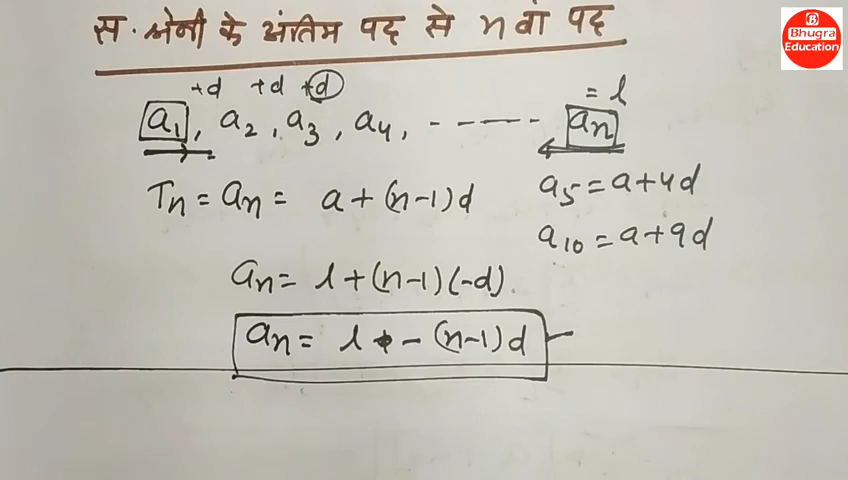 स. श्रेणी के अंतिम पद से n वां पद
Bhugra
Education
+d +d +d = l
a₁, a₂, a₃, a₄, ------- aₙ
Tₙ = aₙ = a + (n-1)d
a₅ = a + 4d
a₁₀ = a + 9d
aₙ = l + (n-1)(-d).
aₙ = l - (n-1)d